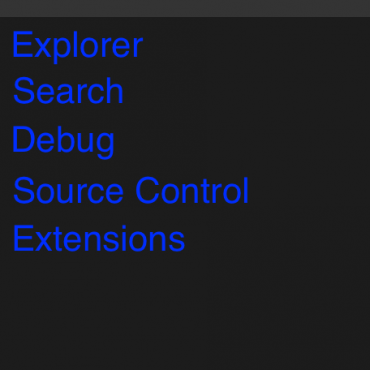 Explorer
Search
Debug
Source Control
Extensions